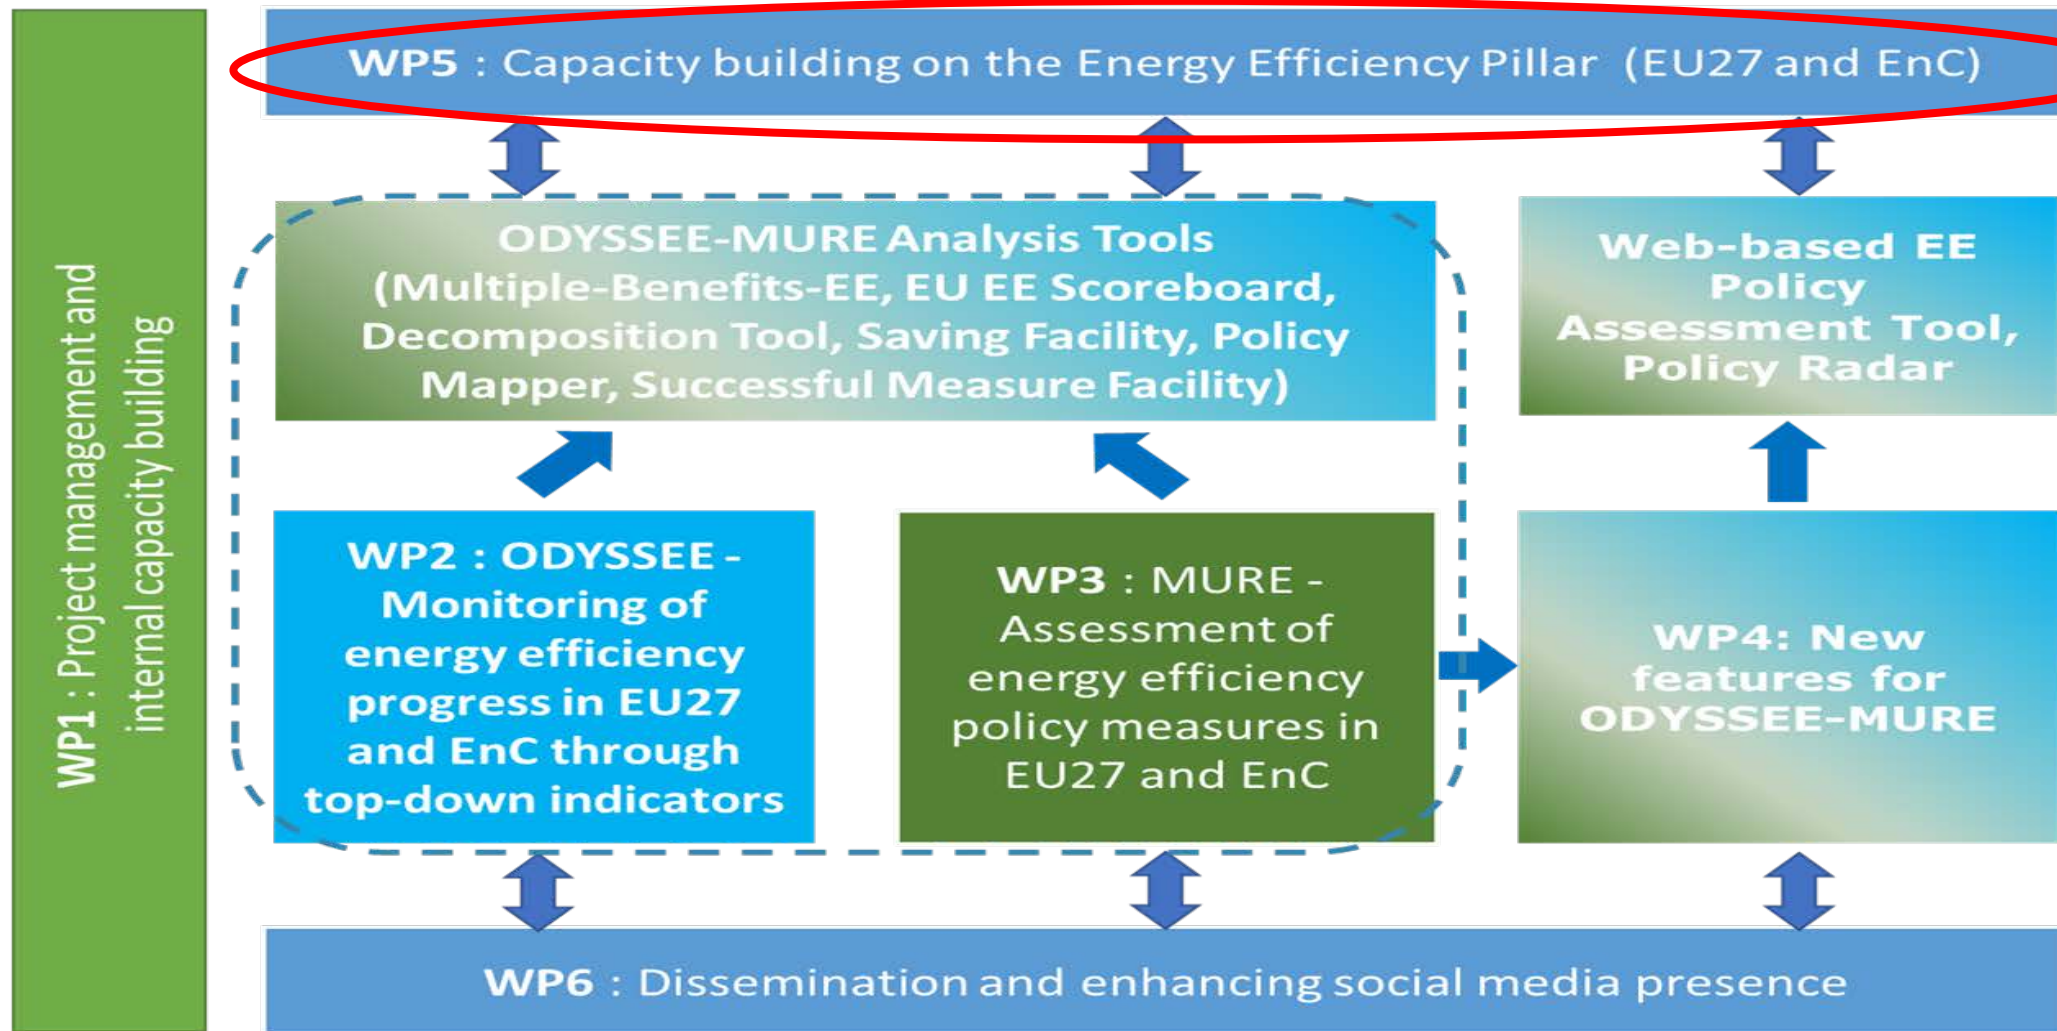 WP1 : Project management and
internal capacity building
WP5 : Capacity building on the Energy Efficiency Pillar (EU27 and EnC)
ODYSSEE-MURE Analysis Tools
(Multiple-Benefits-EE, EU EE Scoreboard,
Decomposition Tool, Saving Facility, Policy
Mapper, Successful Measure Facility)
Web-based EE
Policy
Assessment Tool,
Policy Radar
WP2 : ODYSSEE -
Monitoring of
energy efficiency
progress in EU27
and EnC through
top-down indicators
WP3 : MURE -
Assessment of
energy efficiency
policy measures in
EU27 and EnC
WP4: New
features for
ODYSSEE-MURE
WP6 : Dissemination and enhancing social media presence